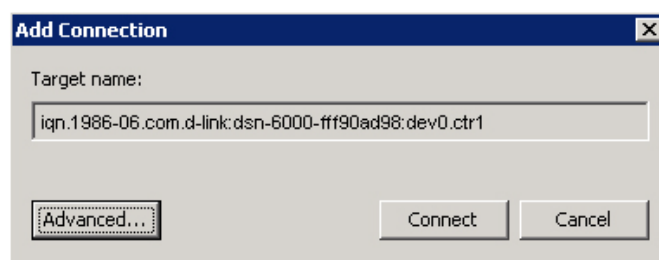 Add Connection
Target name:
iqn.1986-06.com.d-link:dsn-6000-fff90ad98:dev0.ctr1
Advanced... Connect Cancel